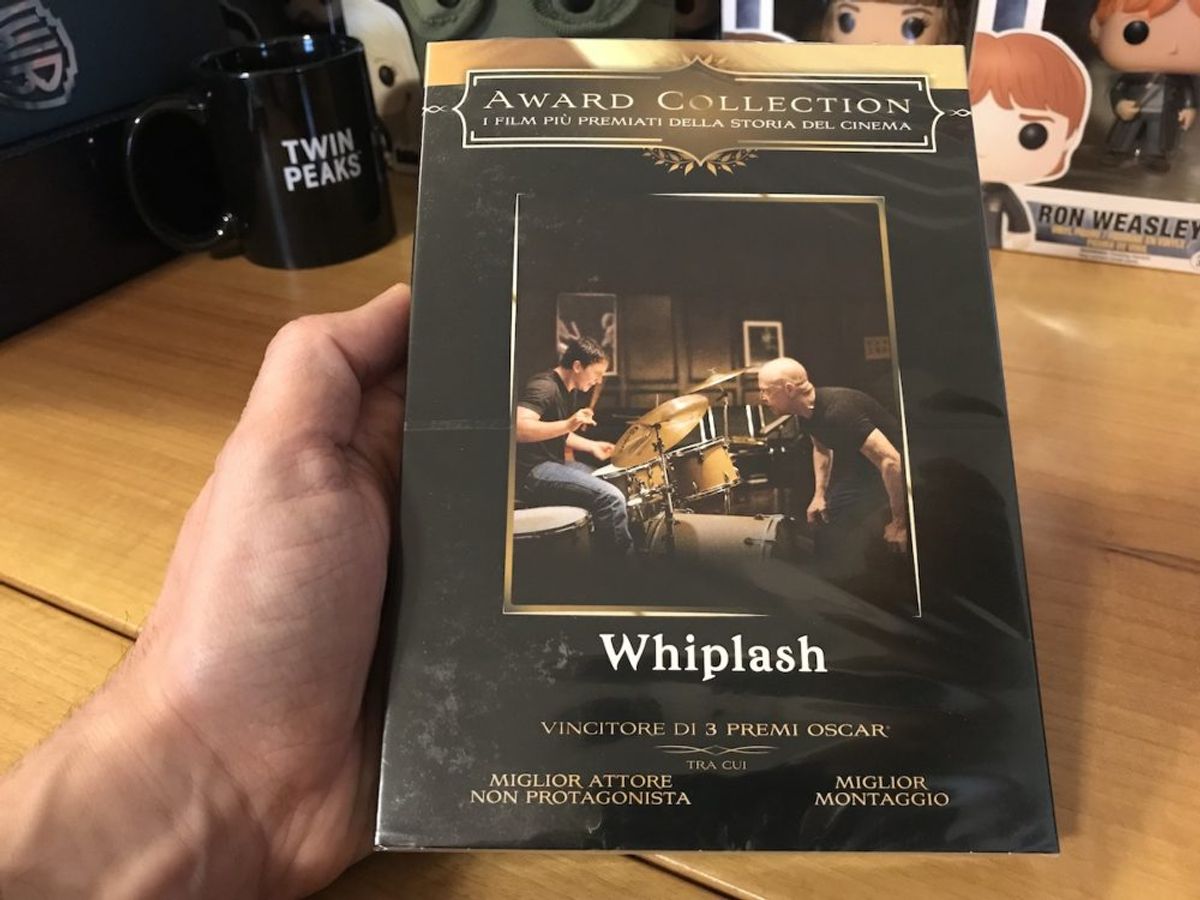 AWARD COLLECTION
I FILM PIÙ PREMIATI DELLA STORIA DEL CINEMA
TWIN
PEAKS
RON WEASLEY
Whiplash
VINCITORE DI 3 PREMI OSCAR®
TRA CUI
MIGLIOR ATTORE
NON PROTAGONISTA
MIGLIOR
MONTAGGIO